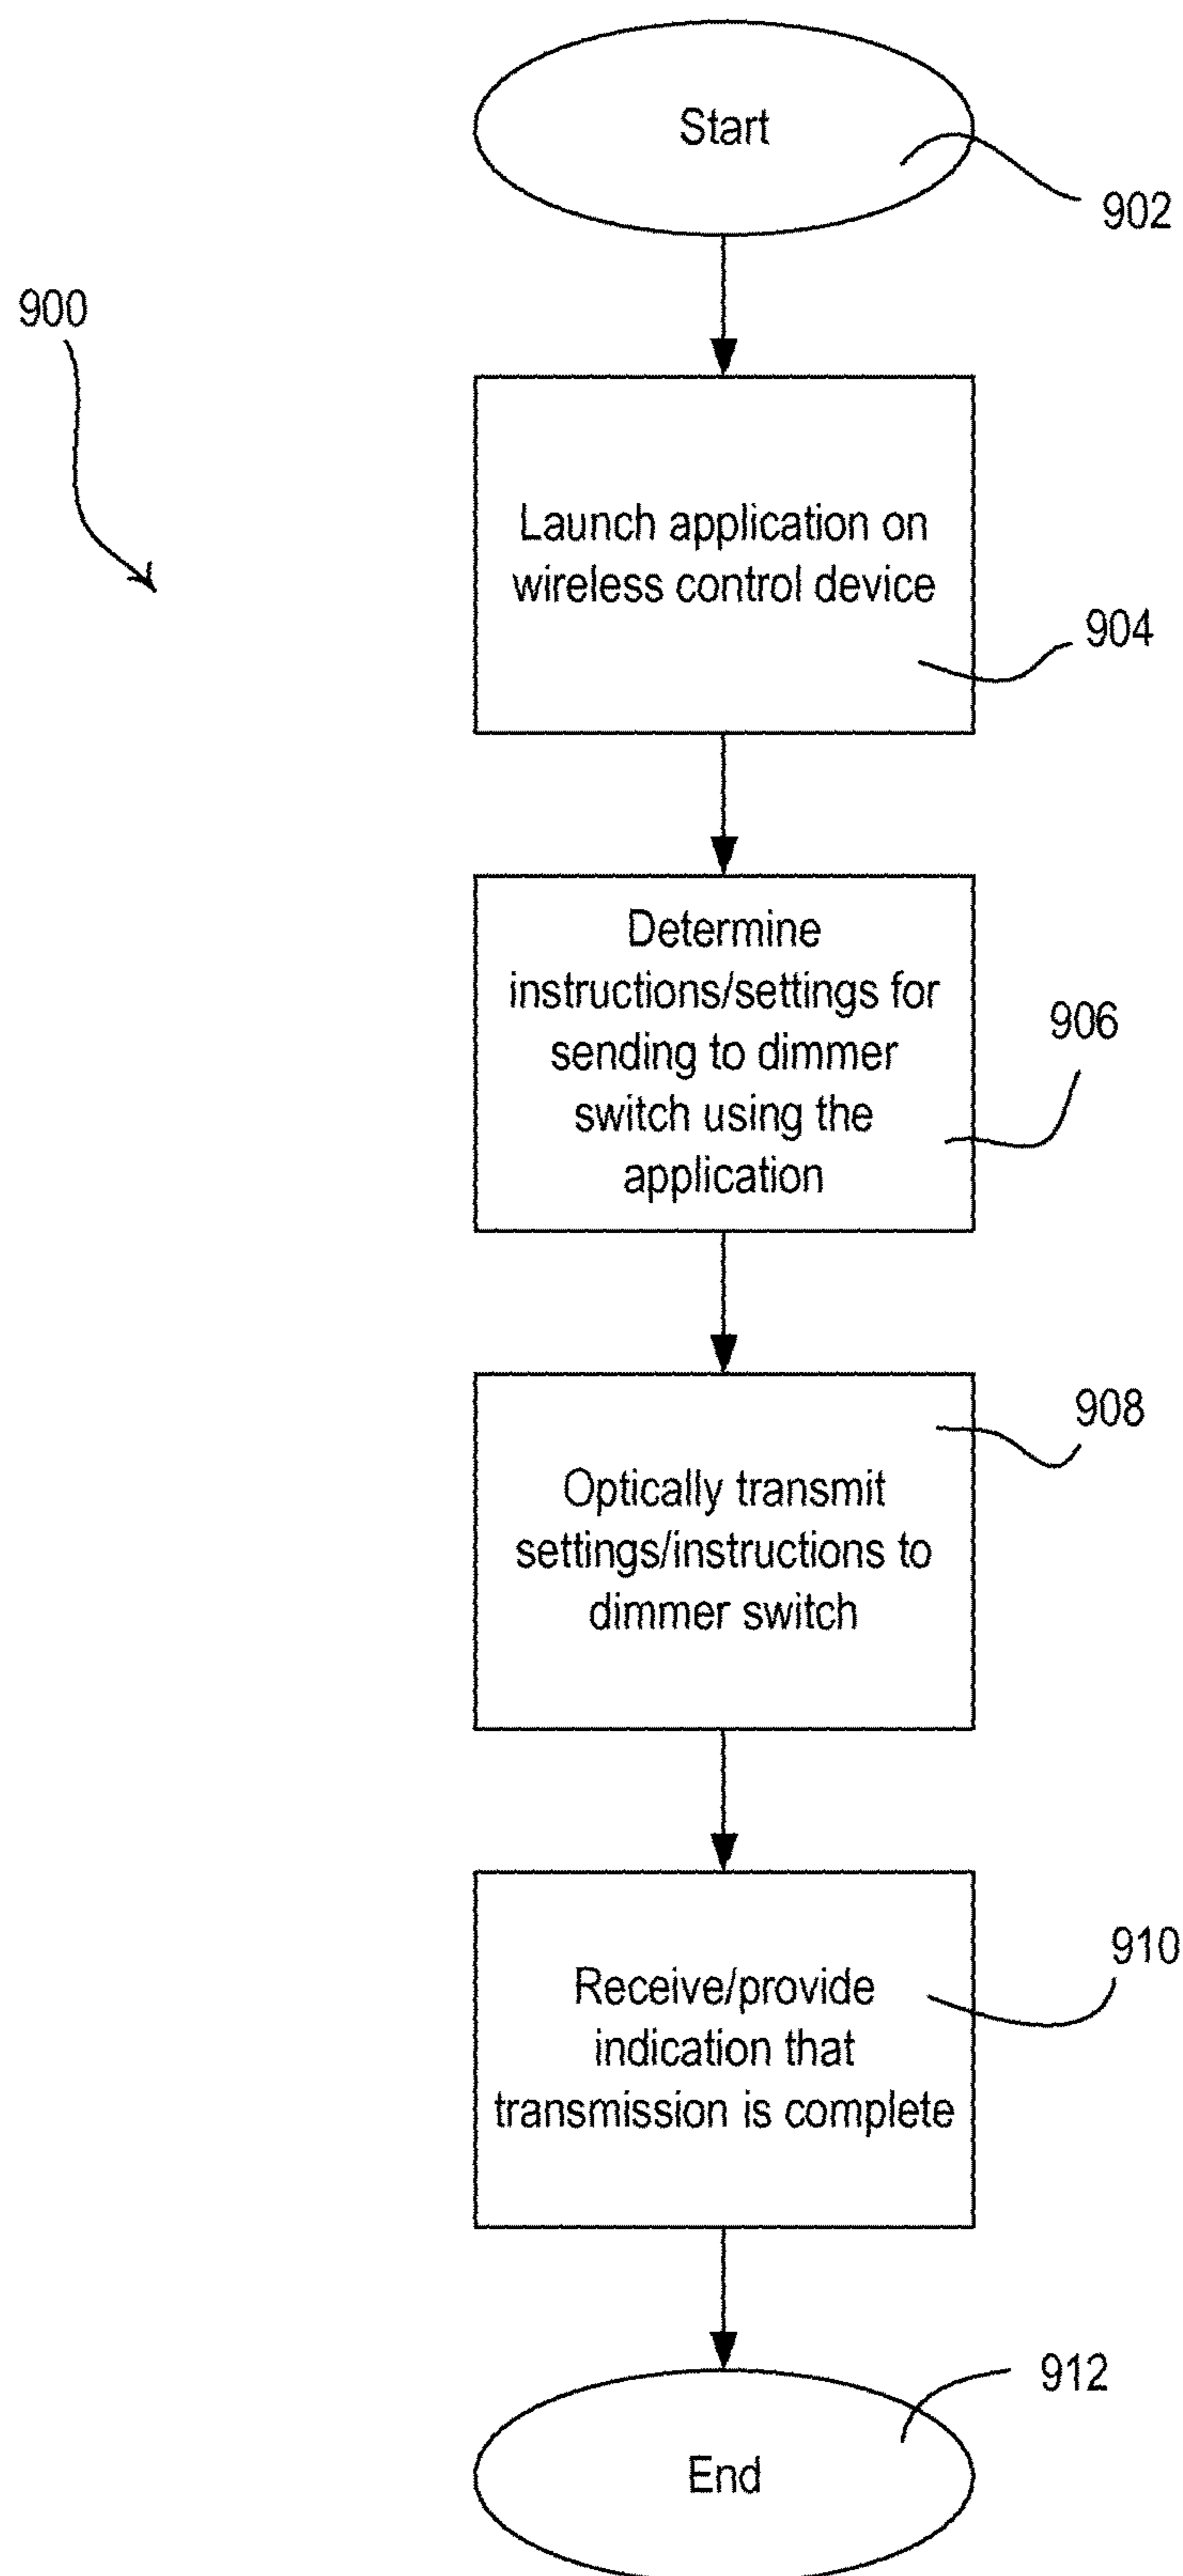 Start
902
900
Launch application on
wireless control device
904
Determine
instructions/settings for
sending to dimmer
switch using the
application
906
908
Optically transmit
settings/instructions to
dimmer switch
910
Receive/provide
indication that
transmission is complete
912
End